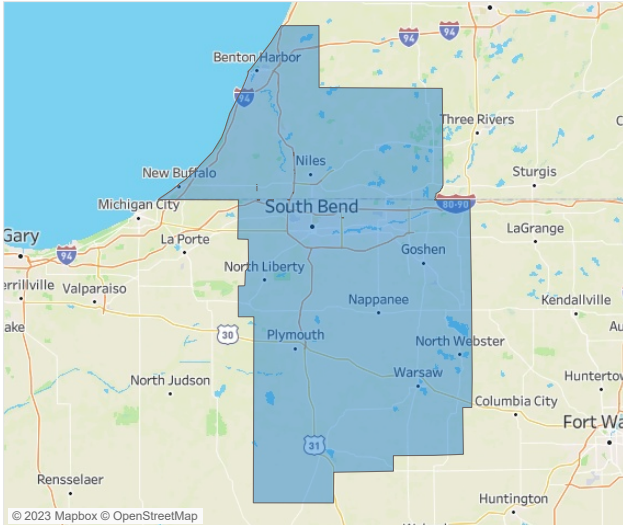 94
94
Benton Harbor
94
Three Rivers
Niles
Sturgis
New Buffalo
80-90
Michigan City
South Bend
LaGrange
Gary
94
La Porte
Goshen
North Liberty
errillville
Valparaiso
Nappanee
Kendallville
ake
30
Plymouth
North Webster
Au
Warsaw
North Judson
Huntertow
Columbia City
Fort Wa
31
Rensselaer
Huntington
© 2023 Mapbox © OpenStreetMap